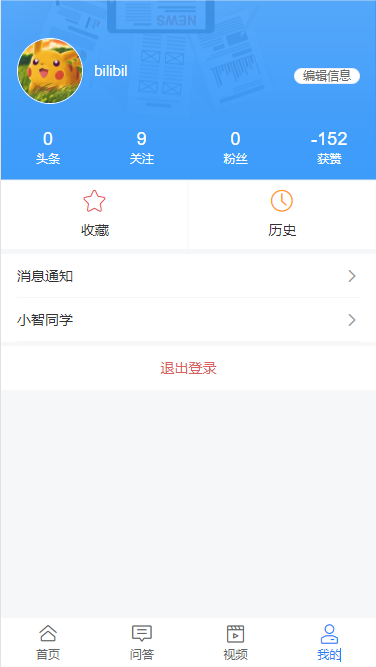 NEWS
bilibil
编辑信息
0 9 0 -152
头条 关注 粉丝 获赞
收藏 历史
消息通知
小智同学
退出登录
首页 问答 视频 我的